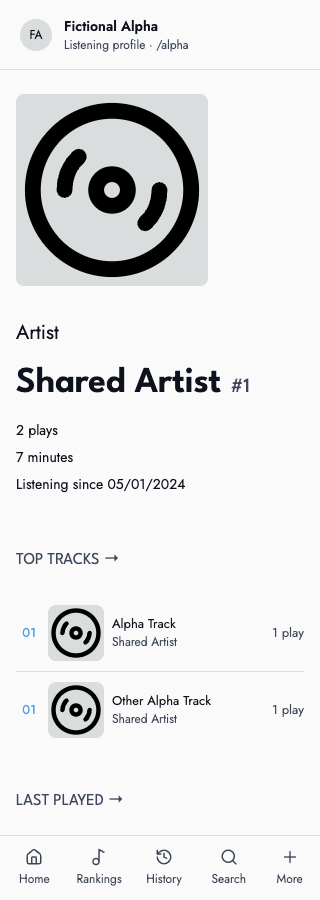 FA
Fictional Alpha
Listening profile · /alpha
Artist
Shared Artist #1
2 plays
7 minutes
Listening since 05/01/2024
TOP TRACKS →
01
Alpha Track
Shared Artist
1 play
01
Other Alpha Track
Shared Artist
1 play
LAST PLAYED →
Home Rankings History Search More